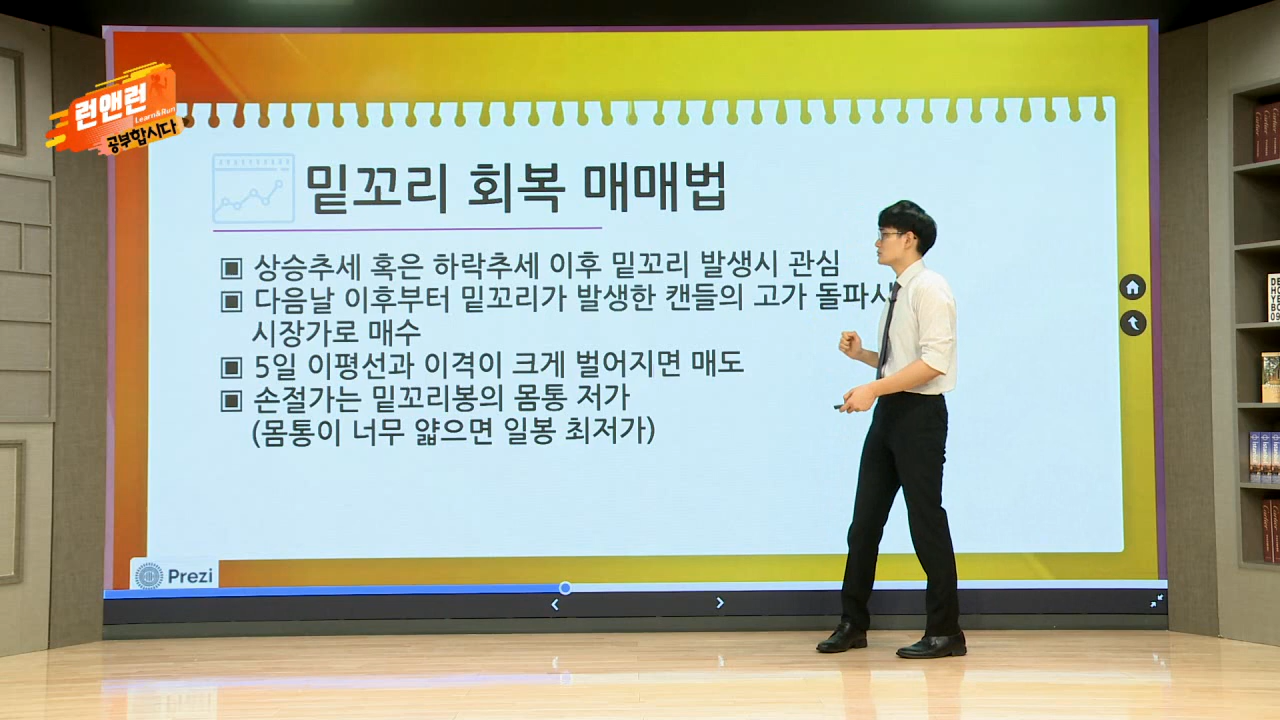 런앤런
Learn&Run
공부합시다
밑꼬리 회복 매매법
▣ 상승추세 혹은 하락추세 이후 밑꼬리 발생시 관심
▣ 다음날 이후부터 밑꼬리가 발생한 캔들의 고가 돌파시
시장가로 매수
▣ 5일 이평선과 이격이 크게 벌어지면 매도
▣ 손절가는 밑꼬리봉의 몸통 저가
(몸통이 너무 얇으면 일봉 최저가)
Prezi